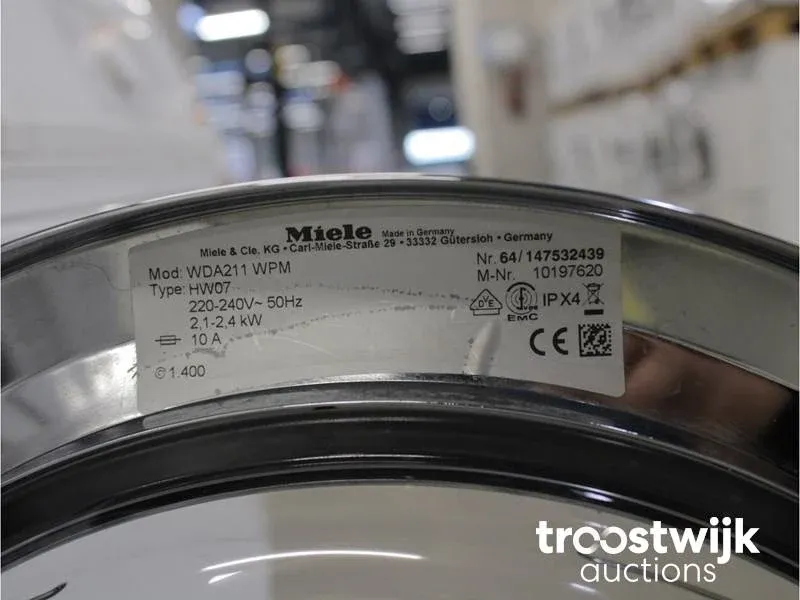 Miele Made in Germany
Miele & Cie. KG • Carl-Miele-Straße 29 • 33332 Gütersloh • Germany
Mod: WDA211 WPM
Type: HW07
220-240V~ 50Hz
2,1-2,4 kW
10 A
1.400
Nr. 64/147532439
M-Nr. 10197620
VDE
EMC
IPX4
CE
troostwijk
auctions